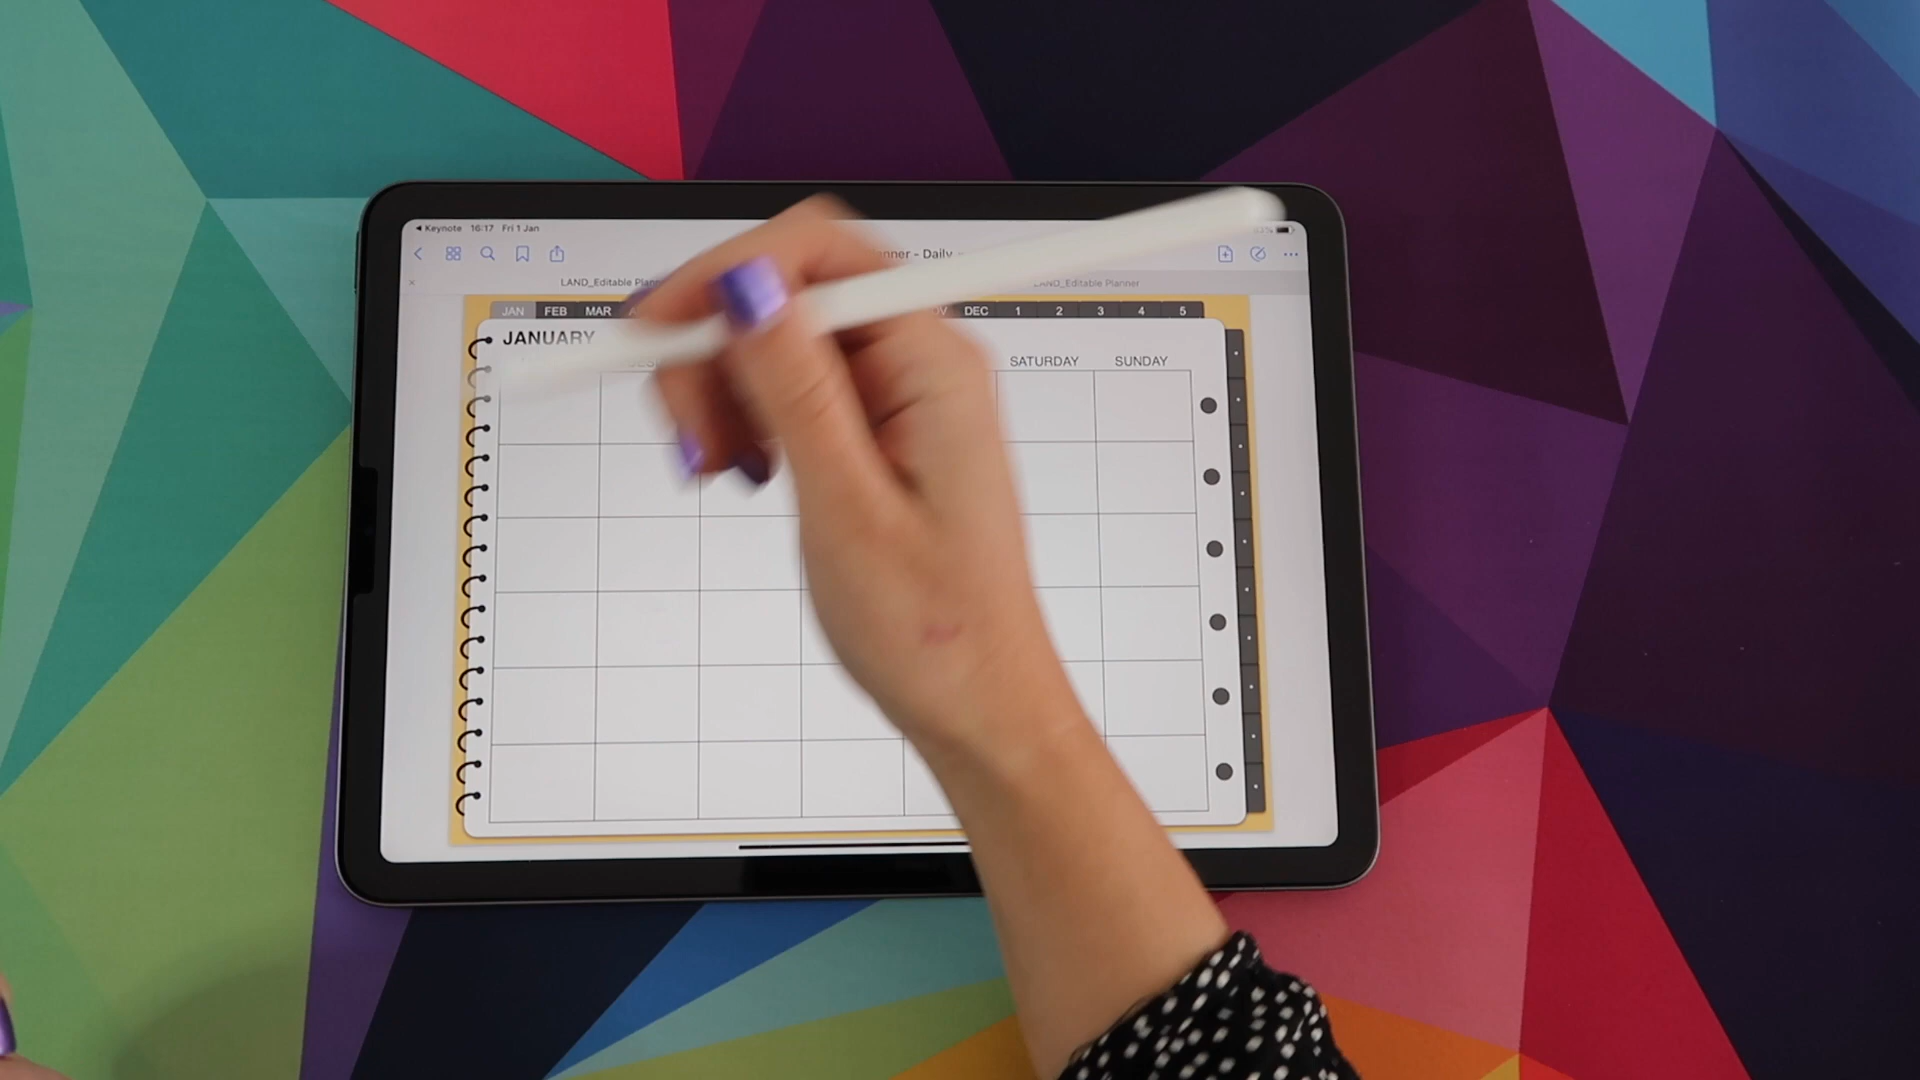 Keynote 16:17 Fri 1 Jan
- Daily
LAND_Editable
LAND_Editable Planner
JAN FEB MAR DEC 1 2 3 4 5
JANUARY
SATURDAY SUNDAY